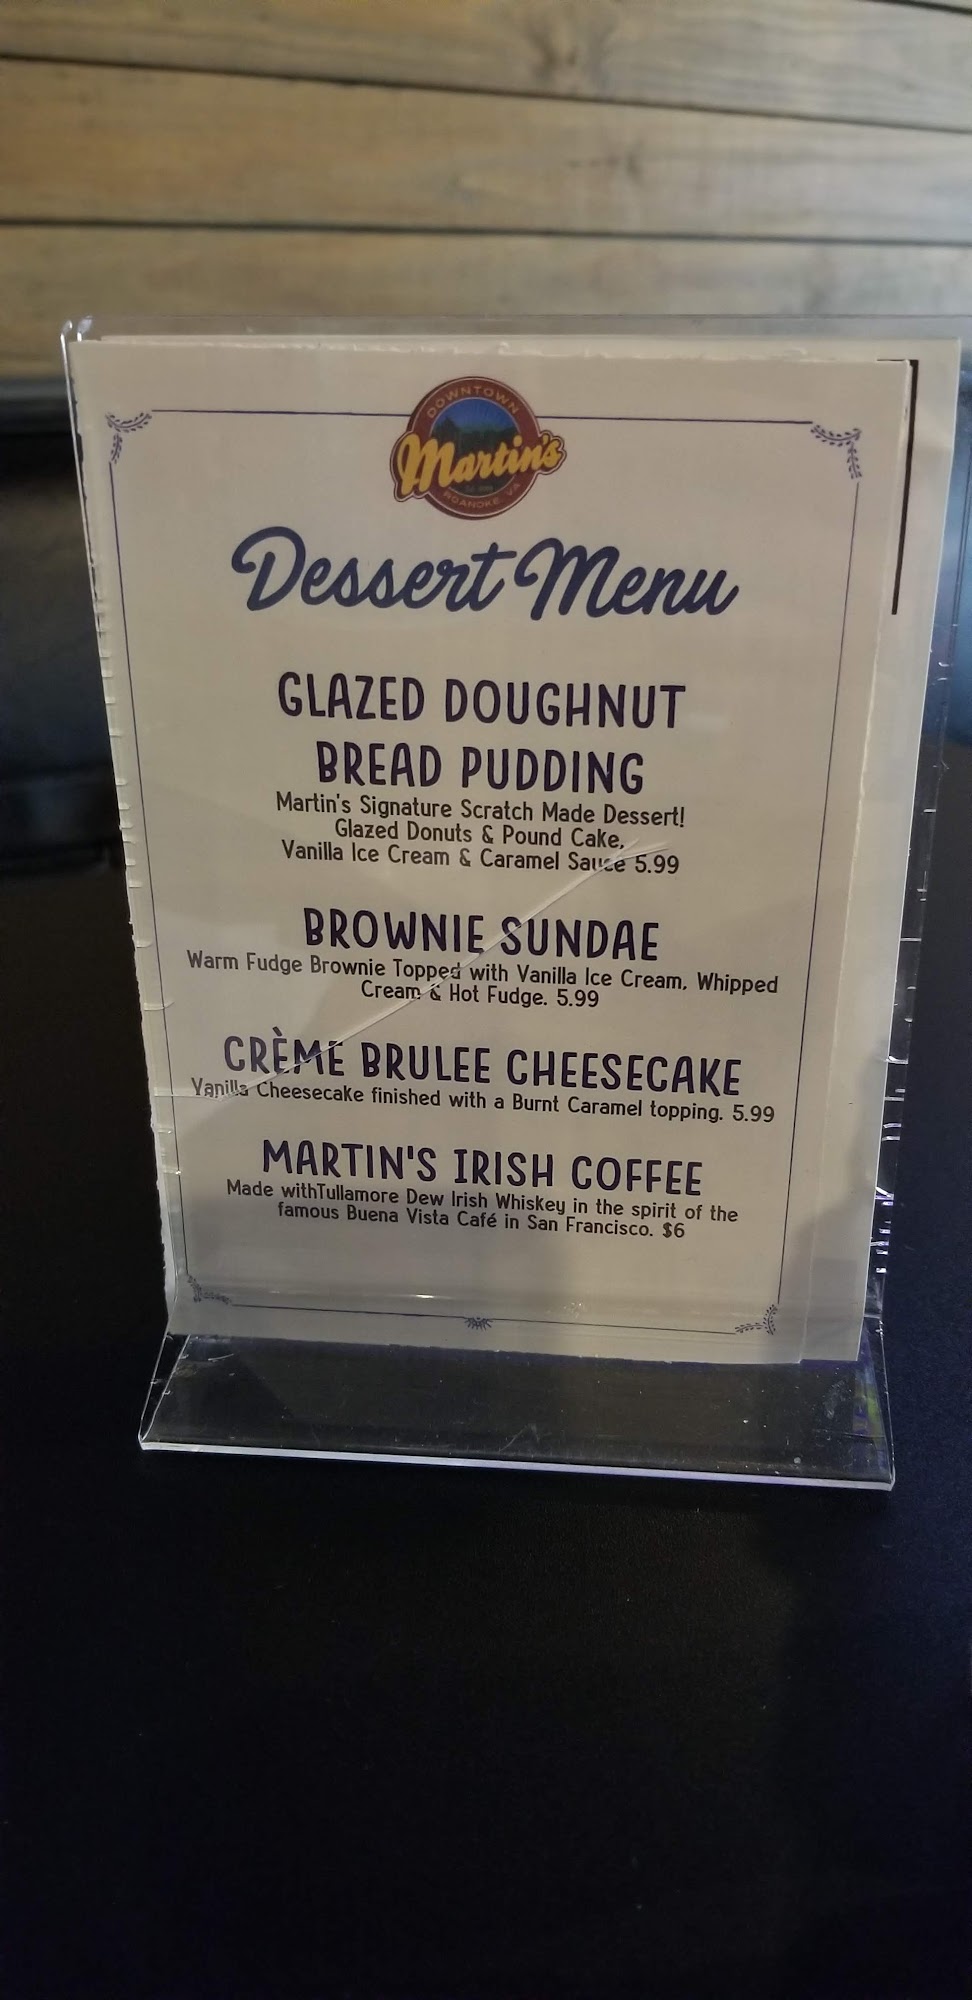 DOWNTOWN
Martin's
ROANOKE, VA
Dessert Menu
GLAZED DOUGHNUT
BREAD PUDDING
Martin's Signature Scratch Made Dessert!
Glazed Donuts & Pound Cake,
Vanilla Ice Cream & Caramel Sauce 5.99
BROWNIE SUNDAE
Warm Fudge Brownie Topped with Vanilla Ice Cream, Whipped
Cream & Hot Fudge. 5.99
CRÈME BRULEE CHEESECAKE
Vanilla Cheesecake finished with a Burnt Caramel topping. 5.99
MARTIN'S IRISH COFFEE
Made withTullamore Dew Irish Whiskey in the spirit of the
famous Buena Vista Café in San Francisco. $6